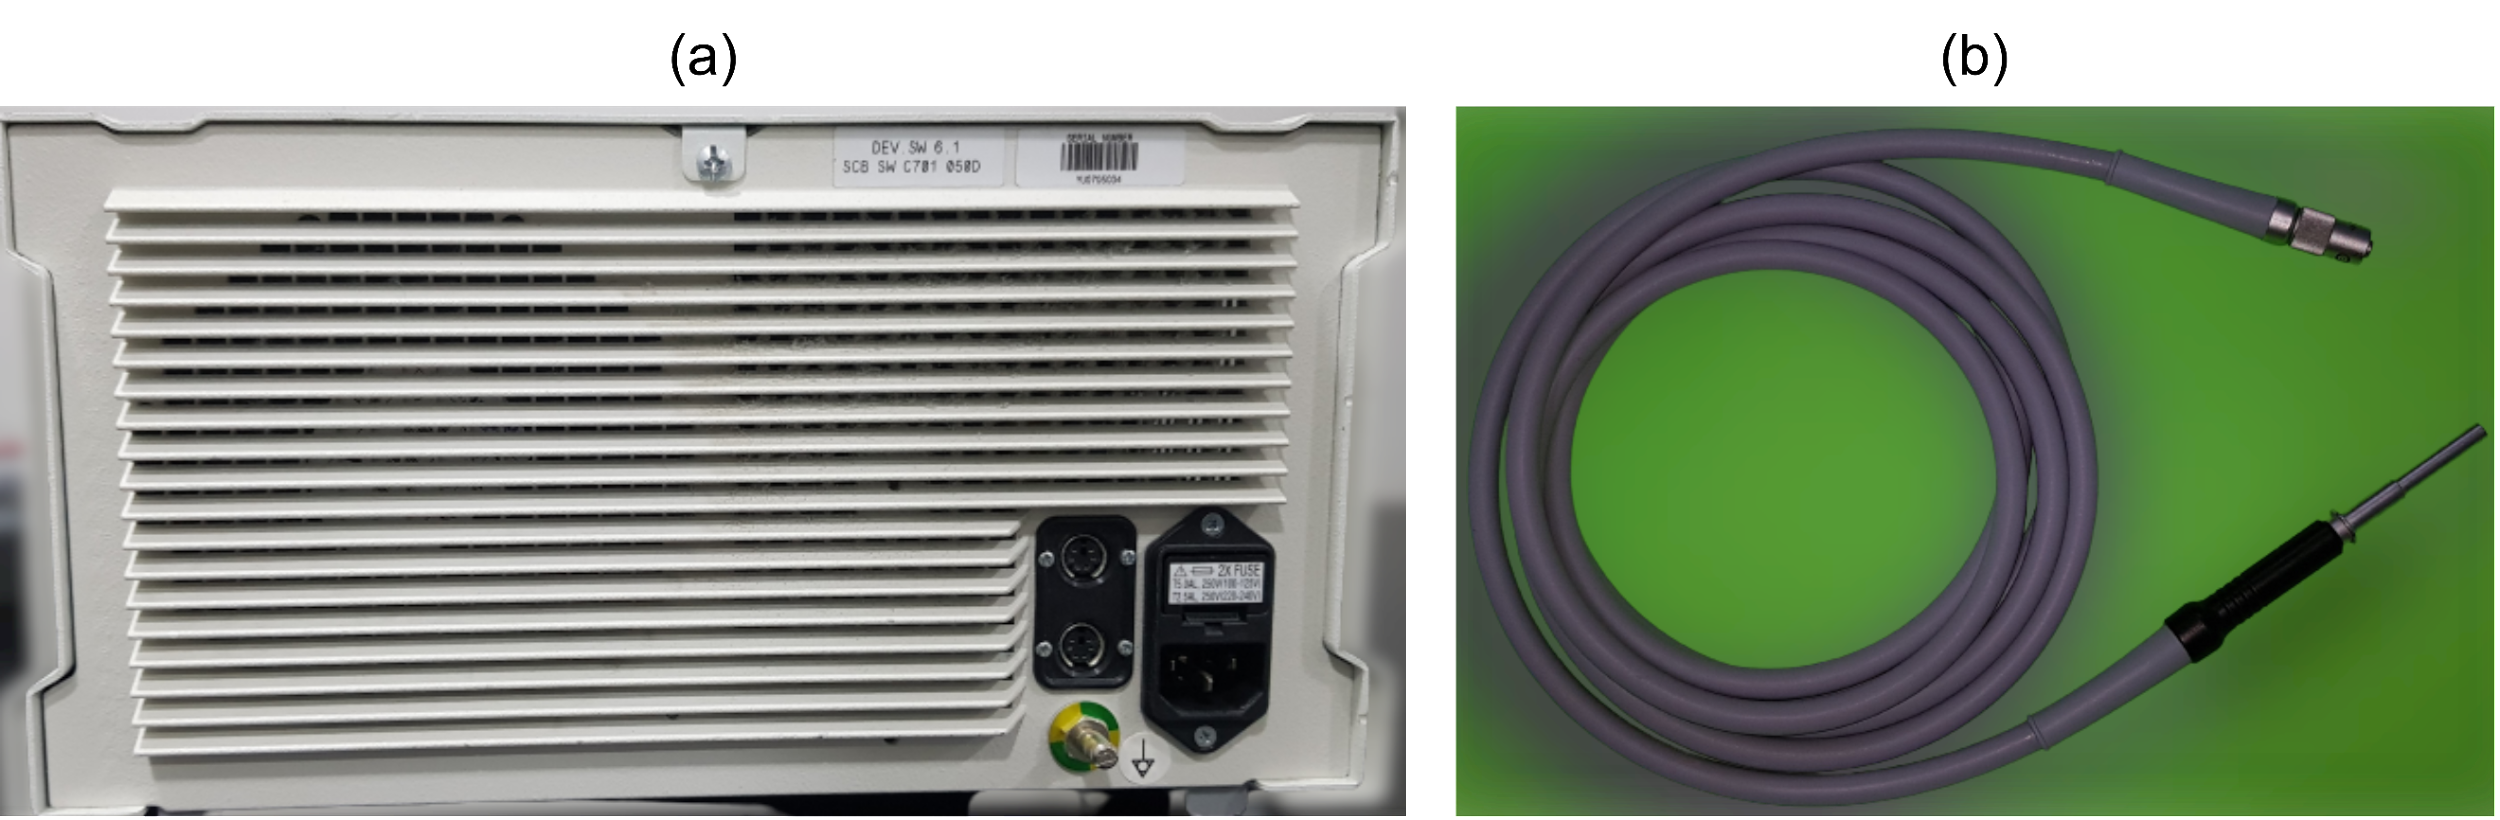 (a)
(b)
DEV.SW 6.1
SCB SW C701 050D
SERIAL NUMBER
2X FUSE